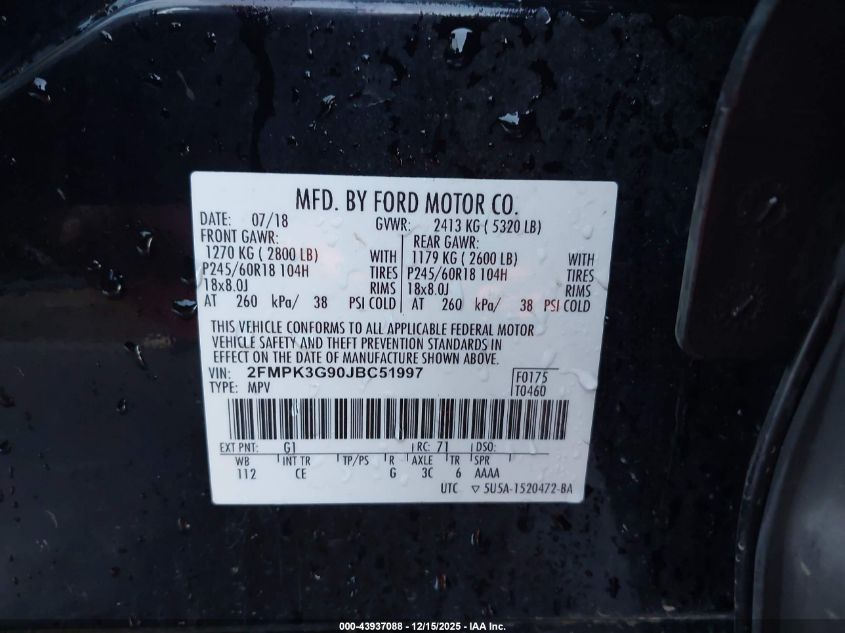 MFD. BY FORD MOTOR CO.
DATE: 07/18 GVWR: 2413 KG ( 5320 LB)
FRONT GAWR: REAR GAWR:
1270 KG ( 2800 LB) WITH 1179 KG ( 2600 LB) WITH
P245/60R18 104H TIRES P245/60R18 104H TIRES
18x8.0J RIMS 18x8.0J RIMS
AT 260 kPa/ 38 PSI COLD AT 260 kPa/ 38 PSI COLD
THIS VEHICLE CONFORMS TO ALL APPLICABLE FEDERAL MOTOR
VEHICLE SAFETY AND THEFT PREVENTION STANDARDS IN
EFFECT ON THE DATE OF MANUFACTURE SHOWN ABOVE.
VIN: 2FMPK3G90JBC51997 F0175
TYPE: MPV T0460
EXT PNT: G1 RC: 71 DSO:
WB INT TR TP/PS R AXLE TR SPR
112 CE G 3C 6 AAAA
UTC ▽ 5U5A-1520472-BA
000-43937088 - 12/15/2025 - IAA Inc.